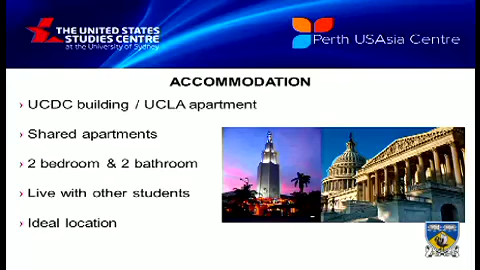 THE UNITED STATES
STUDIES CENTRE
at the University of Sydney
Perth USAsia Centre
ACCOMMODATION
› UCDC building / UCLA apartment
› Shared apartments
› 2 bedroom & 2 bathroom
› Live with other students
› Ideal location